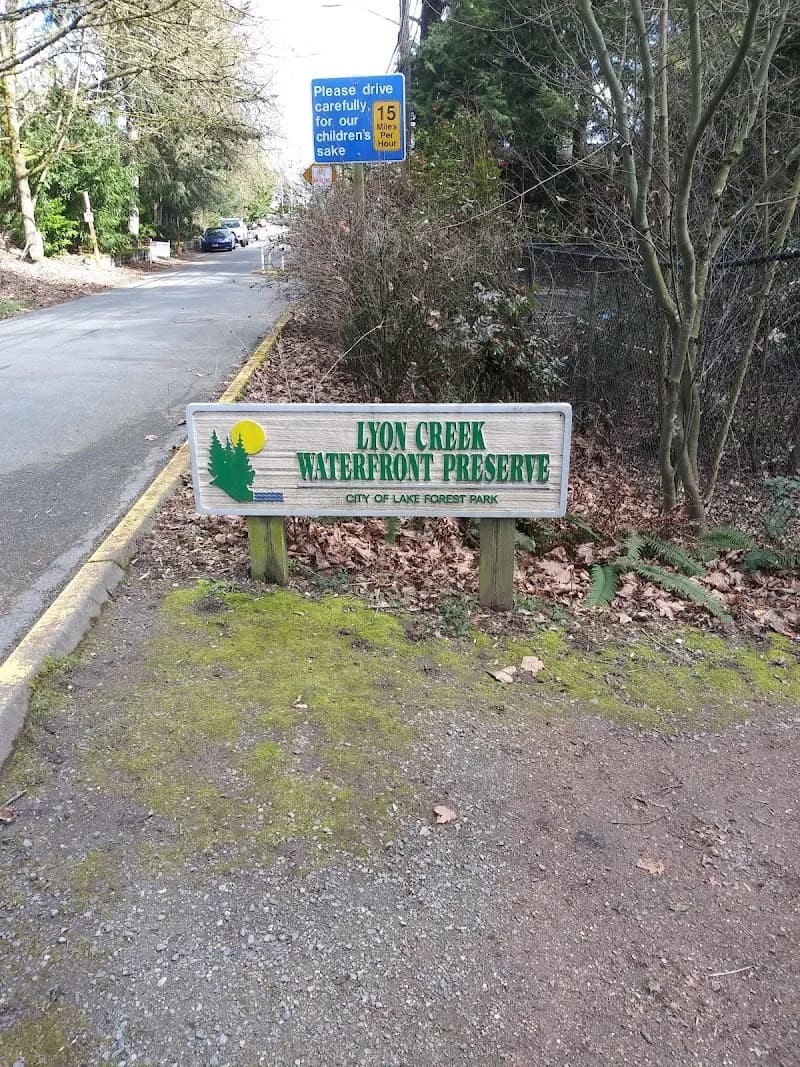 Please drive
carefully,
for our
children's
sake
15
Miles
Per
Hour
LYON CREEK
WATERFRONT PRESERVE
CITY OF LAKE FOREST PARK